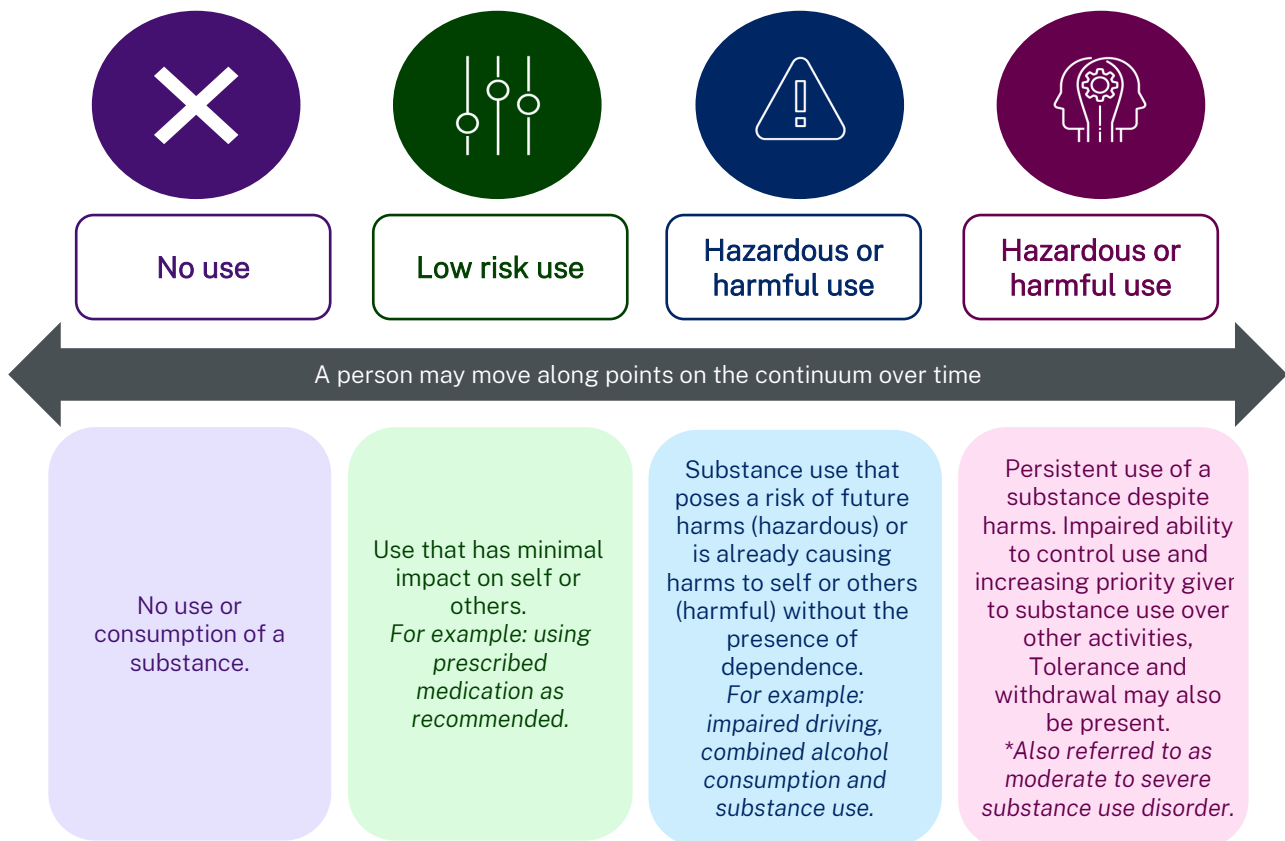 No use
Low risk use
Hazardous or
harmful use
Hazardous or
harmful use
A person may move along points on the continuum over time
No use or
consumption of a
substance.
Use that has minimal
impact on self or
others.
For example: using
prescribed
medication as
recommended.
Substance use that
poses a risk of future
harms (hazardous) or
is already causing
harms to self or others
(harmful) without the
presence of
dependence.
For example:
impaired driving,
combined alcohol
consumption and
substance use.
Persistent use of a
substance despite
harms. Impaired ability
to control use and
increasing priority given
to substance use over
other activities,
Tolerance and
withdrawal may also
be present.
*Also referred to as
moderate to severe
substance use disorder.